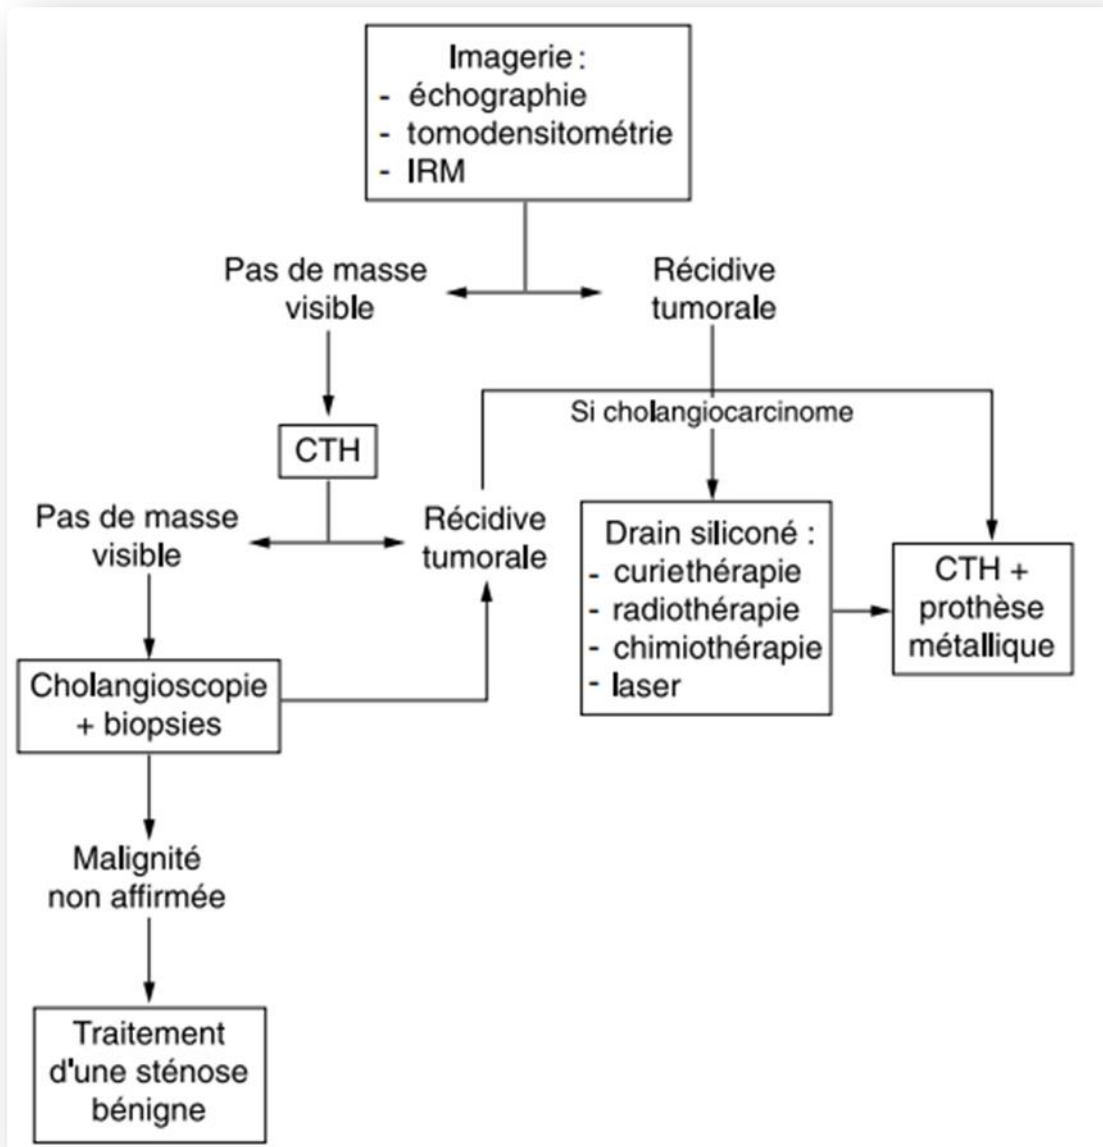 Imagerie :
- échographie
- tomodensitométrie
- IRM
Pas de masse
visible
Récidive
tumorale
Si cholangiocarcinome
CTH
Pas de masse
visible
Récidive
tumorale
Drain siliconé :
- curiethérapie
- radiothérapie
- chimiothérapie
- laser
CTH +
prothèse
métallique
Cholangioscopie
+ biopsies
Malignité
non affirmée
Traitement
d'une sténose
bénigne